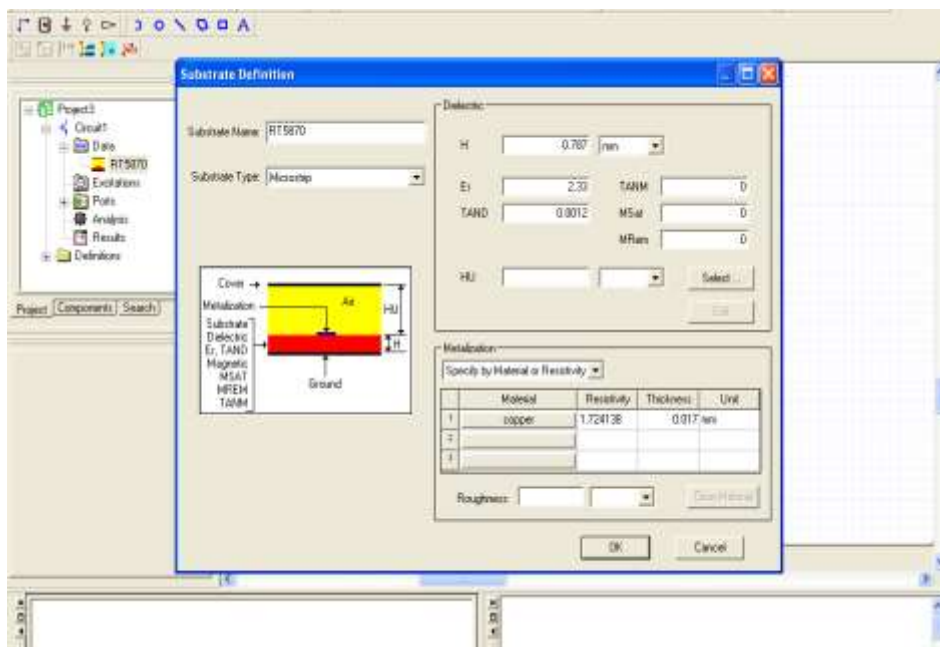 Substrate Definition
Project3
Circuit1
Data
RT5870
Excitations
Ports
Analysis
Results
Definitions
Project
Components
Search
Substrate Name:
RT5870
Substrate Type:
Microstrip
Cover
Metalization
Substrate
Dielectric
Er, TAND
Magnetic
MSAT
MREM
TANM
Air
HU
H
Ground
Dielectric
H
0.787
mm
Er
2.33
TANM
0
TAND
0.0012
MSat
0
MRem
0
HU
Select ...
Edit
Metalization
Specify by Material or Resistivity
Material
Resistivity
Thickness
Unit
1
copper
1.724138
0.017
mm
2
3
Roughness:
OK
Cancel